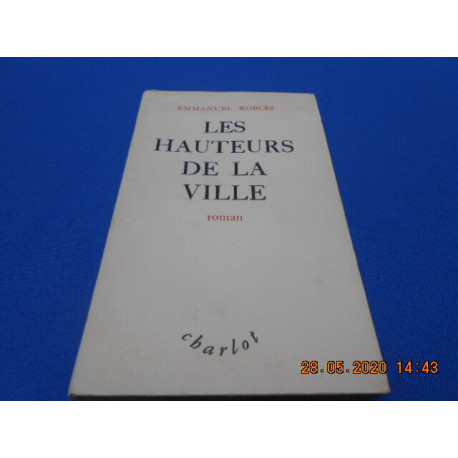 EMMANUEL ROBLÈS
LES
HAUTEURS
DE LA
VILLE
roman
charlot
28.05.2020 14:43